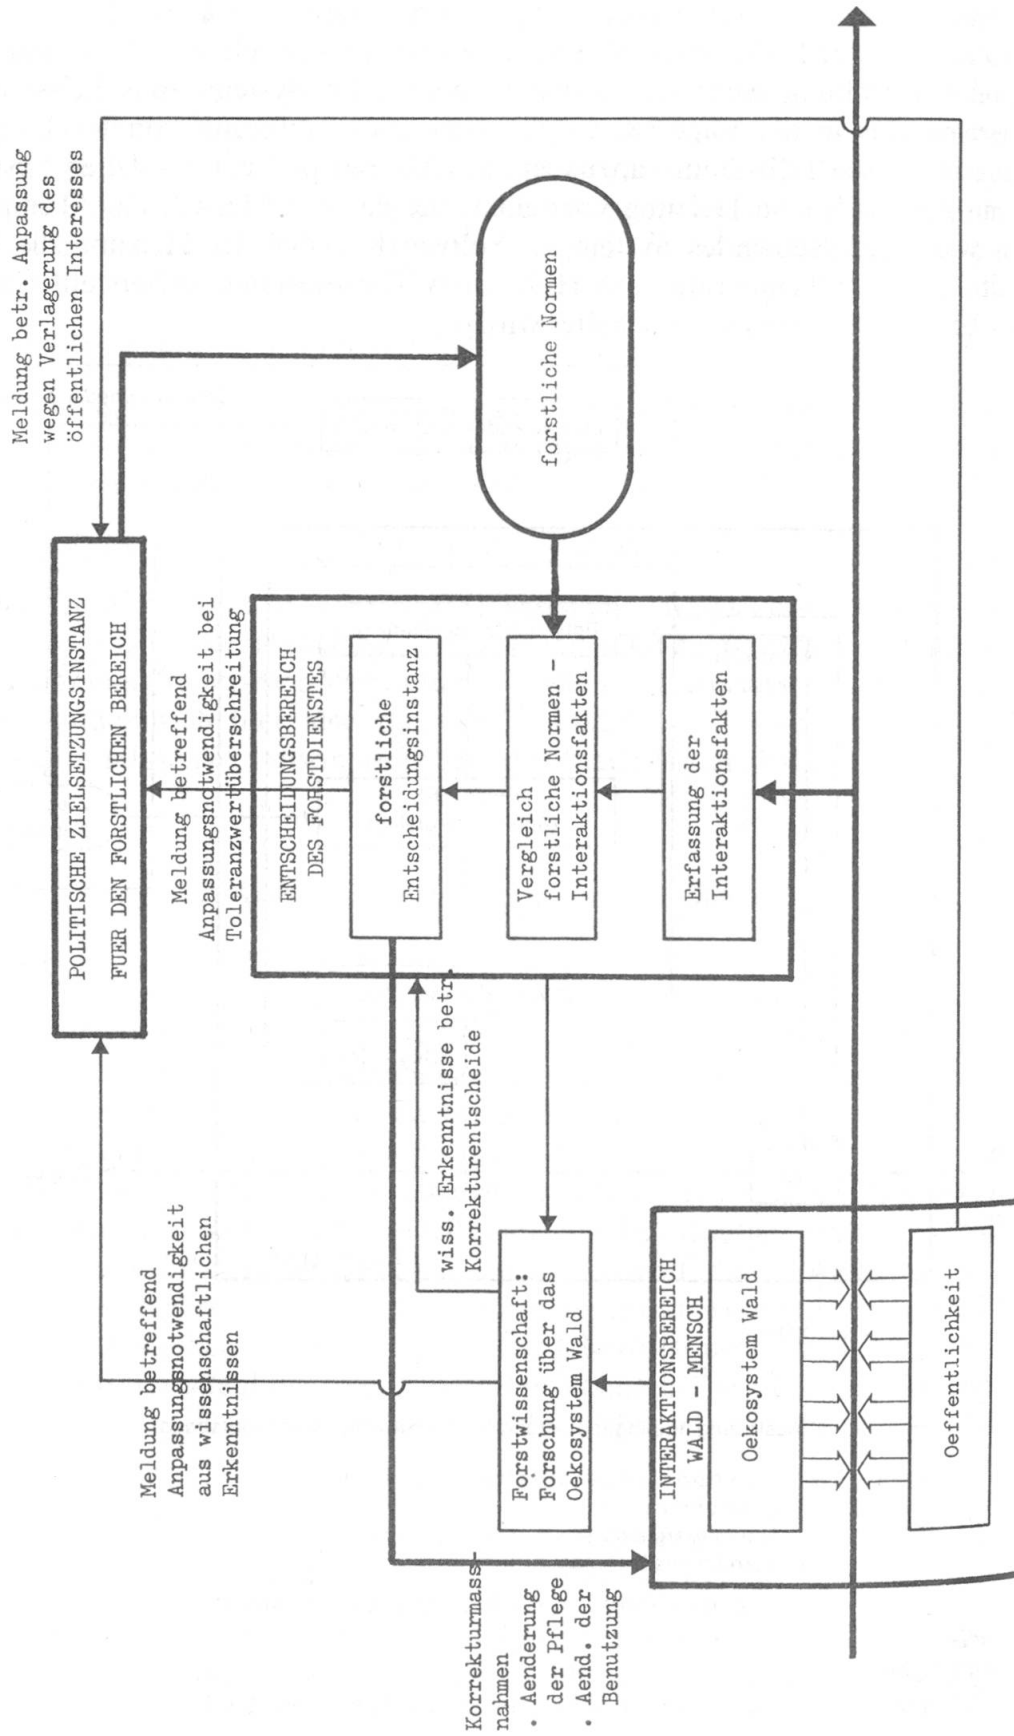 Meldung betr. Anpassung
wegen Verlagerung des
öffentlichen Interesses
POLITISCHE ZIELSETZUNGSINSTANZ
FUER DEN FORSTLICHEN BEREICH
Meldung betreffend
Anpassungsnotwendigkeit
aus wissenschaftlichen
Erkenntnissen
Meldung betreffend
Anpassungsnotwendigkeit bei
Toleranzwertüberschreitung
ENTSCHEIDUNGSBEREICH
DES FORSTDIENSTES
forstliche
Entscheidungsinstanz
Vergleich
forstliche Normen -
Interaktionsfakten
Erfassung der
Interaktionsfakten
forstliche Normen
wiss. Erkenntnisse betr.
Korrekturentscheide
Korrekturmass-
nahmen
. Aenderung
der Pflege
. Aend. der
Benutzung
Forstwissenschaft:
Forschung über das
Oekosystem Wald
INTERAKTIONSBEREICH
WALD - MENSCH
Oekosystem Wald
Oeffentlichkeit